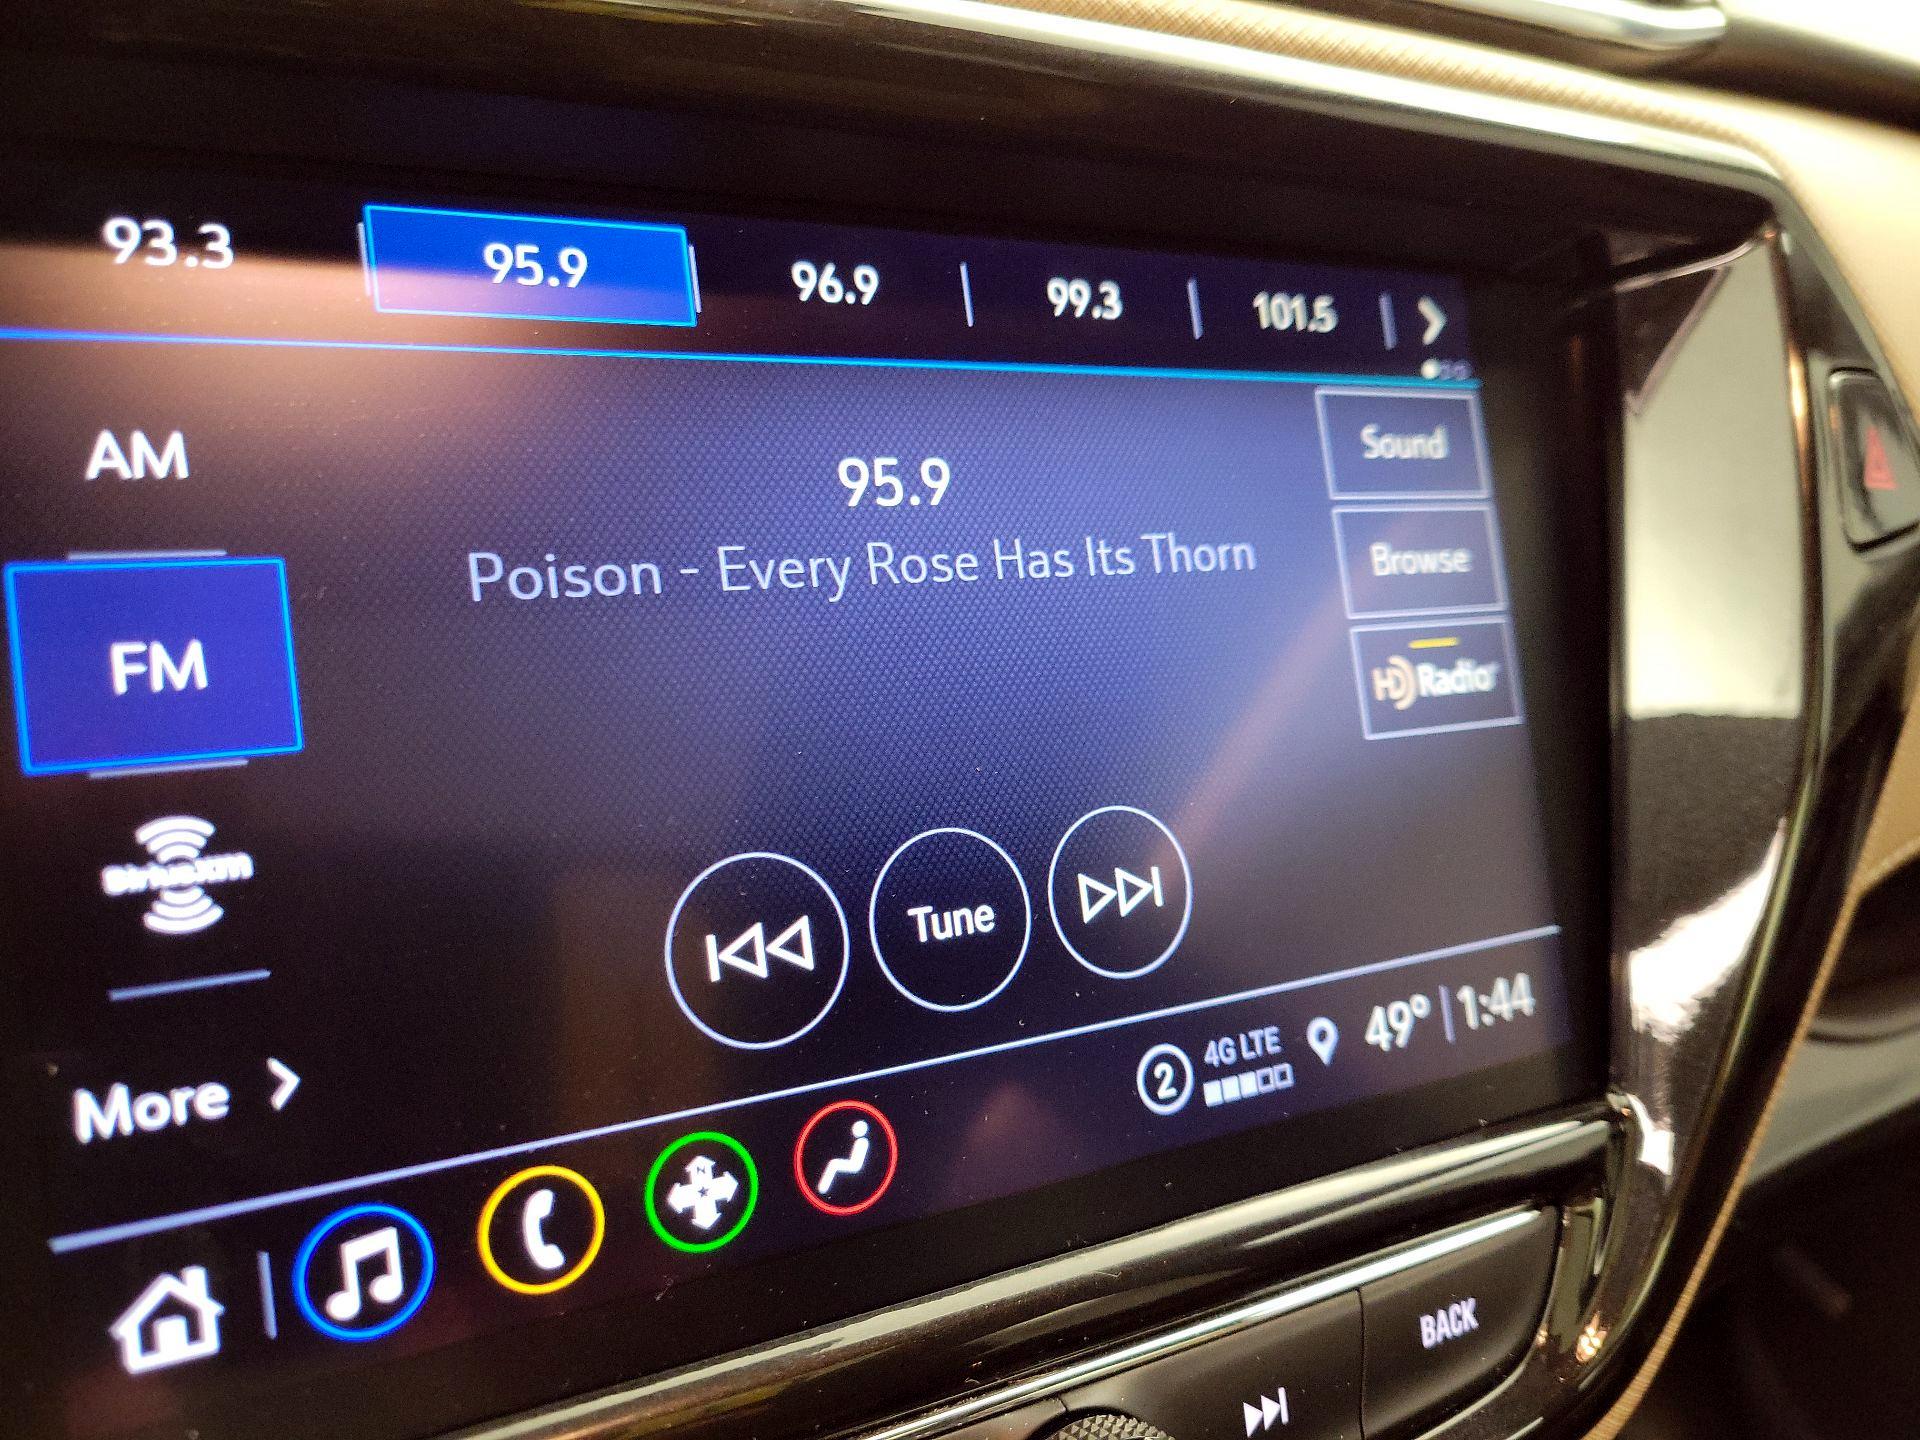 93.3
95.9
96.9
99.3
101.5
AM
95.9
Sound
Poison - Every Rose Has Its Thorn
Browse
FM
HD Radio
SiriusXM
Tune
More
2
4G LTE
49° 1:44
N
BACK